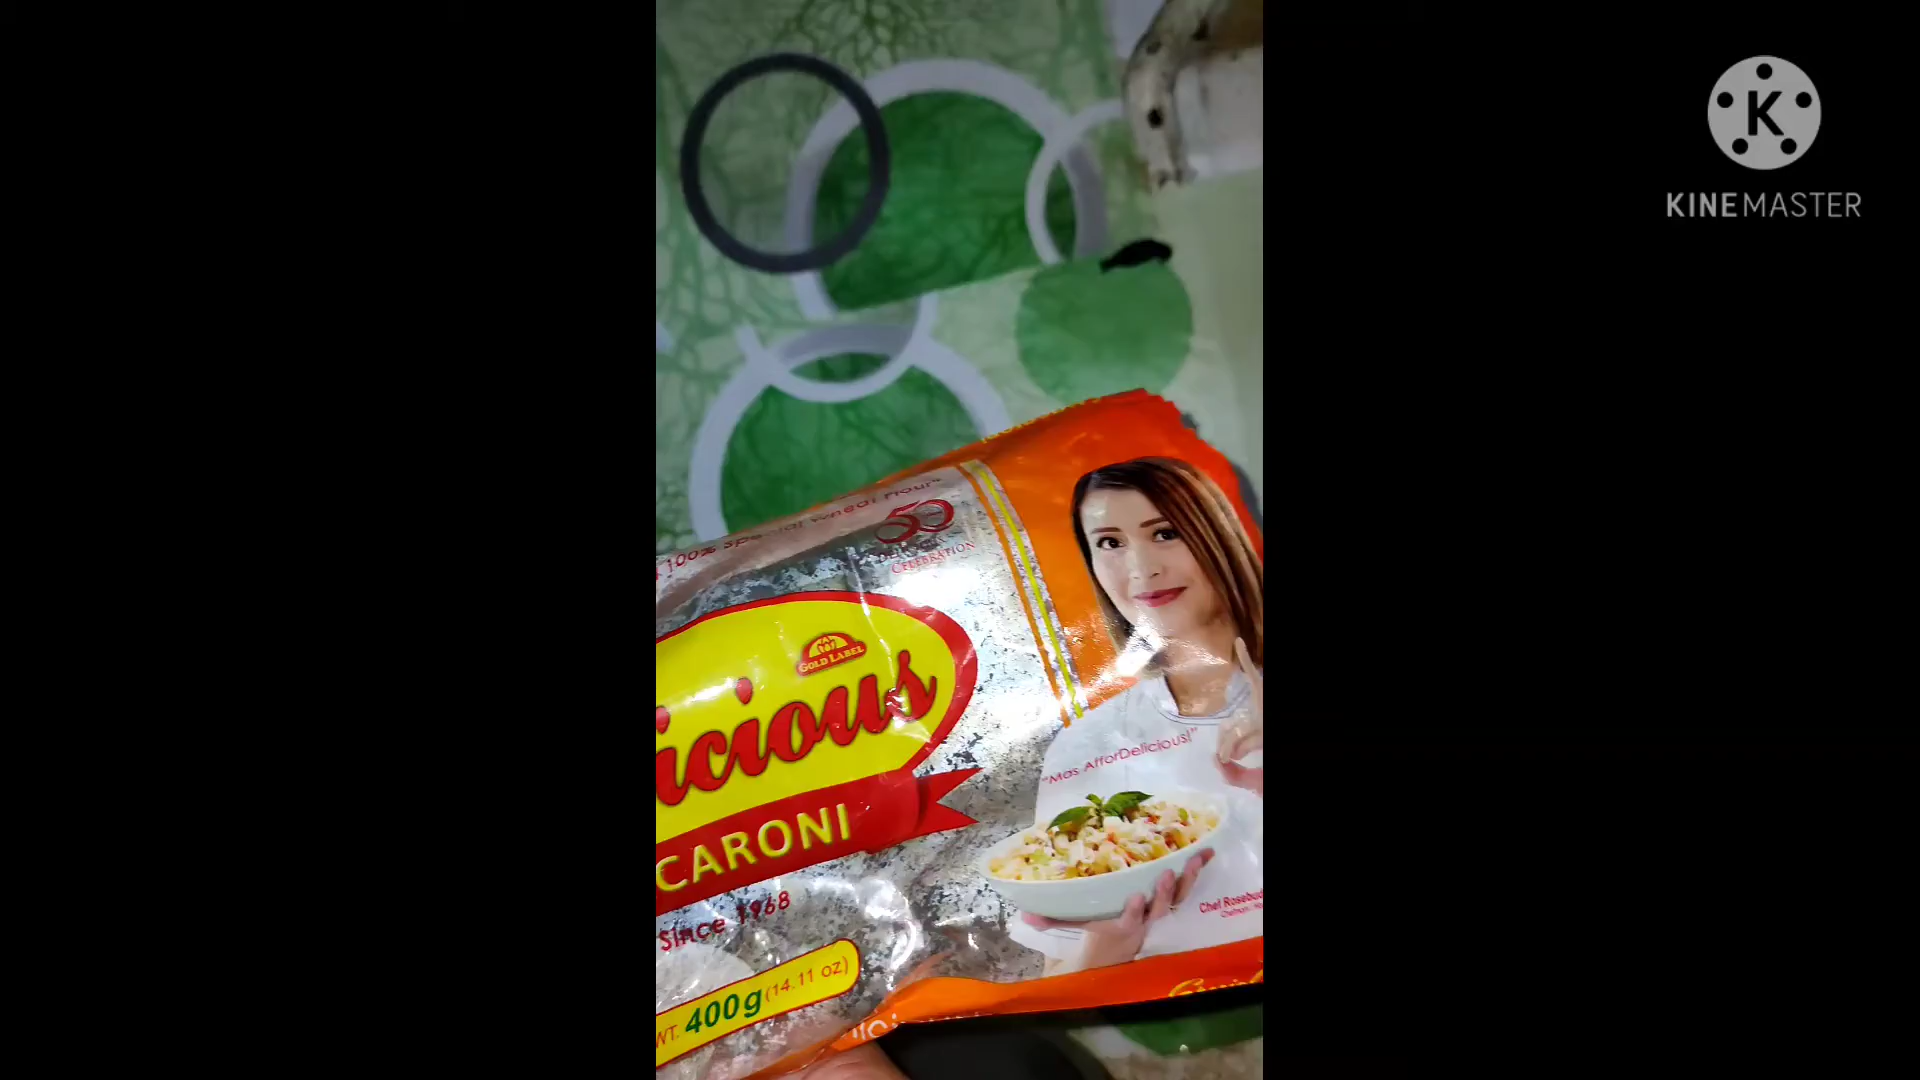 KINEMASTER
100% Special Wheat Flour"
50
CELEBRATION
GOLD LABEL
icious
CARONI
Since 1968
WT. 400g (14.11 oz)
"Mas AfforDelicious!"
Chef Rosebud